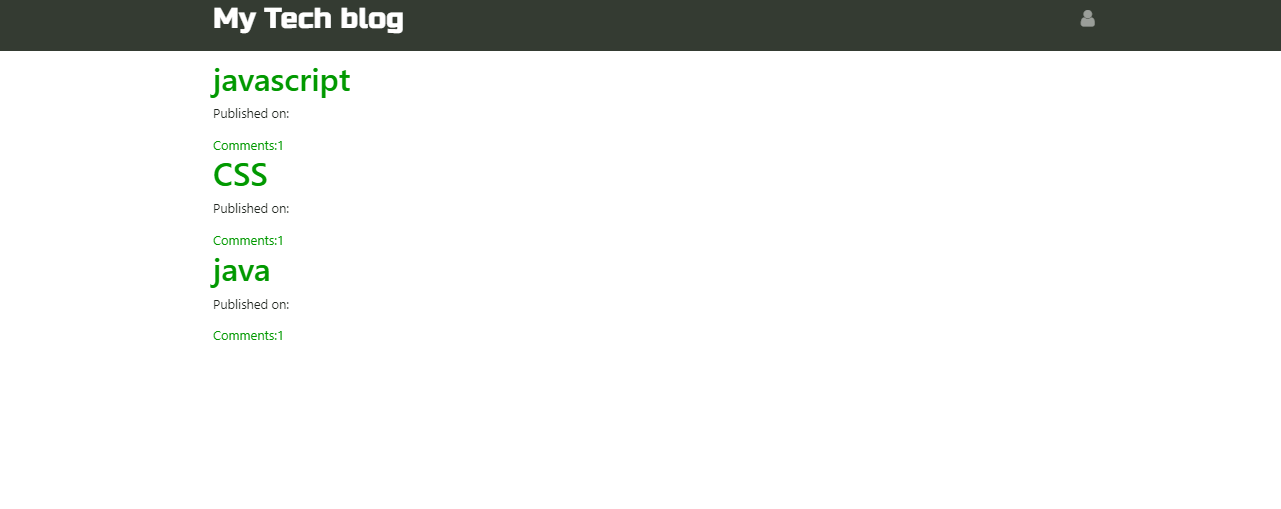 My Tech blog
javascript
Published on:
Comments:1
CSS
Published on:
Comments:1
java
Published on:
Comments:1